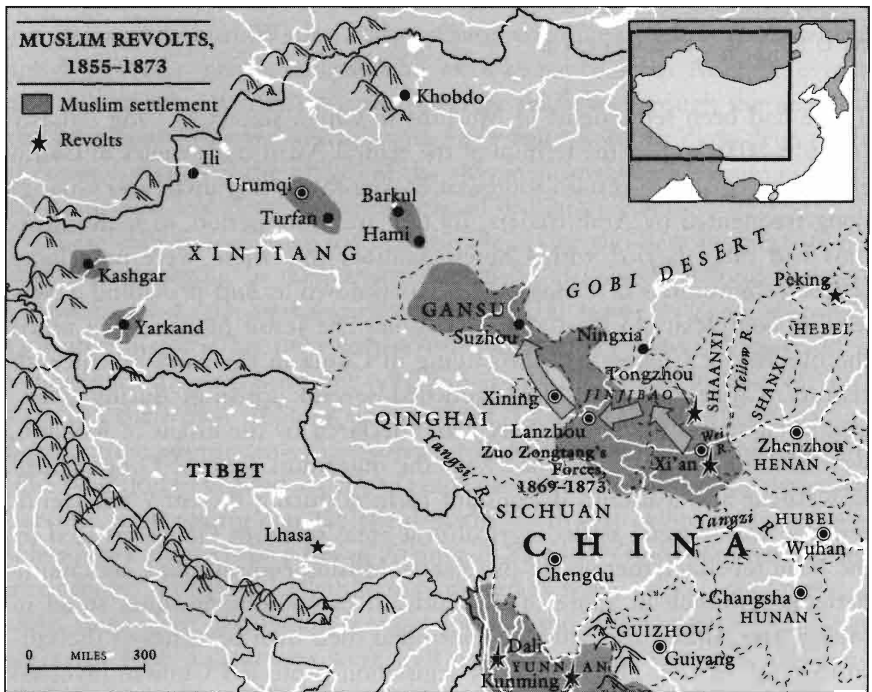 MUSLIM REVOLTS,
1855–1873
Muslim settlement
Revolts
Khobdo
Ili
Urumqi
Turfan
Barkul
Hami
XINJIANG
Kashgar
Yarkand
GOBI DESERT
Peking
HEBEI
GANSU
Suzhou
Ningxia
Tongzhou
SHAANXI
Yellow R.
SHANXI
Xining
JINJIBAO
QINGHAI
Lanzhou
Wei
R.
Xi'an
Zhenzhou
HENAN
Zuo Zongtang's
Forces,
1869–1873
Yangzi R.
TIBET
SICHUAN
Yangzi R.
HUBEI
Wuhan
CHINA
Lhasa
Chengdu
Changsha
HUNAN
GUIZHOU
Guiyang
Dali
YUNNAN
Kunming
0 MILES 300